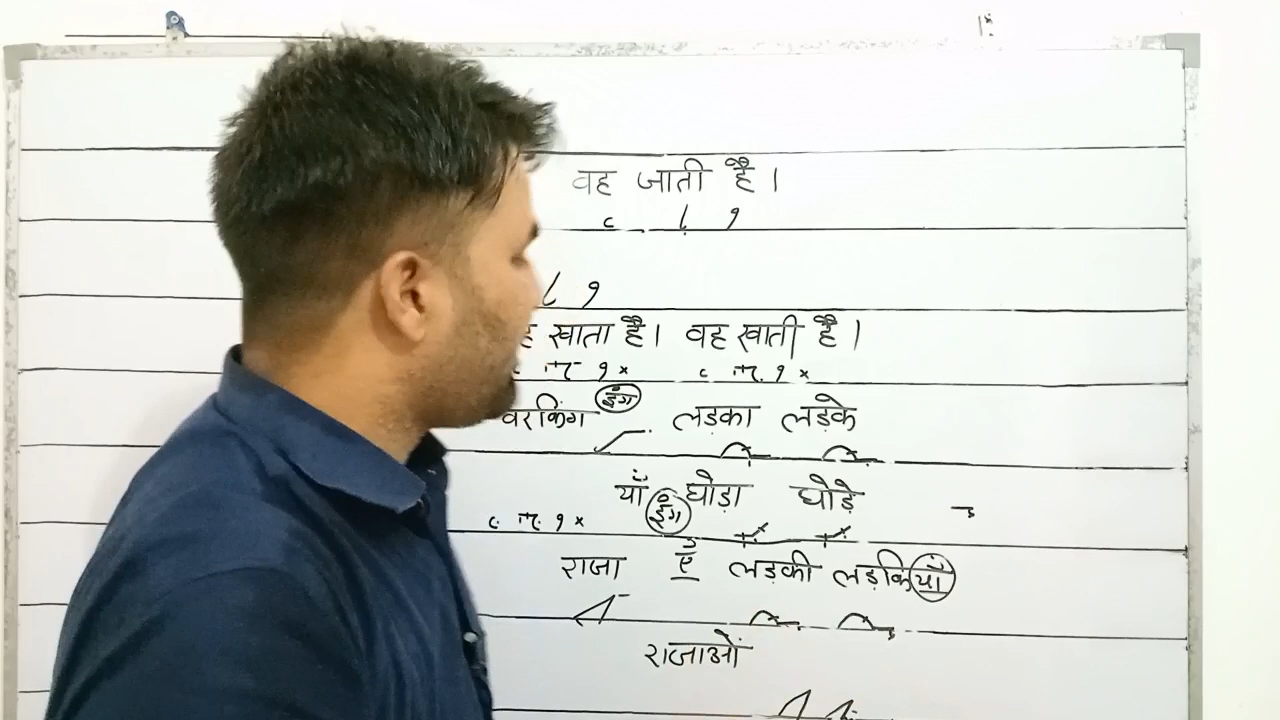 वह जाती है।
खाता है। वह खाती है।
वरकिंग इंग लड़का लड़के
याँ ईंग घोड़ा घोड़े
राजा एँ लड़की लड़कियाँ
राजाओं